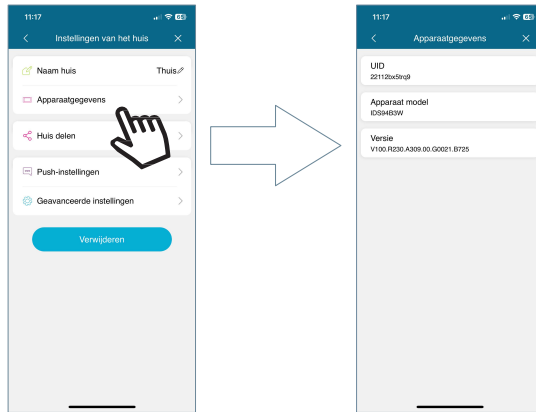 11:17
Instellingen van het huis
Naam huis Thuis
Apparaatgegevens
Huis delen
Push-instellingen
Geavanceerde instellingen
Verwijderen
11:17
Apparaatgegevens
UID
22112bx5trq9
Apparaat model
IDS94B3W
Versie
V100.R230.A309.00.G0021.B725